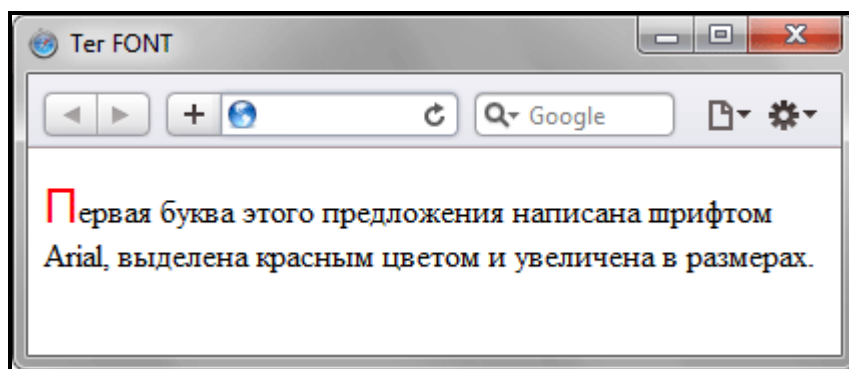 Тег FONT
Google
Первая буква этого предложения написана шрифтом
Arial, выделена красным цветом и увеличена в размерах.